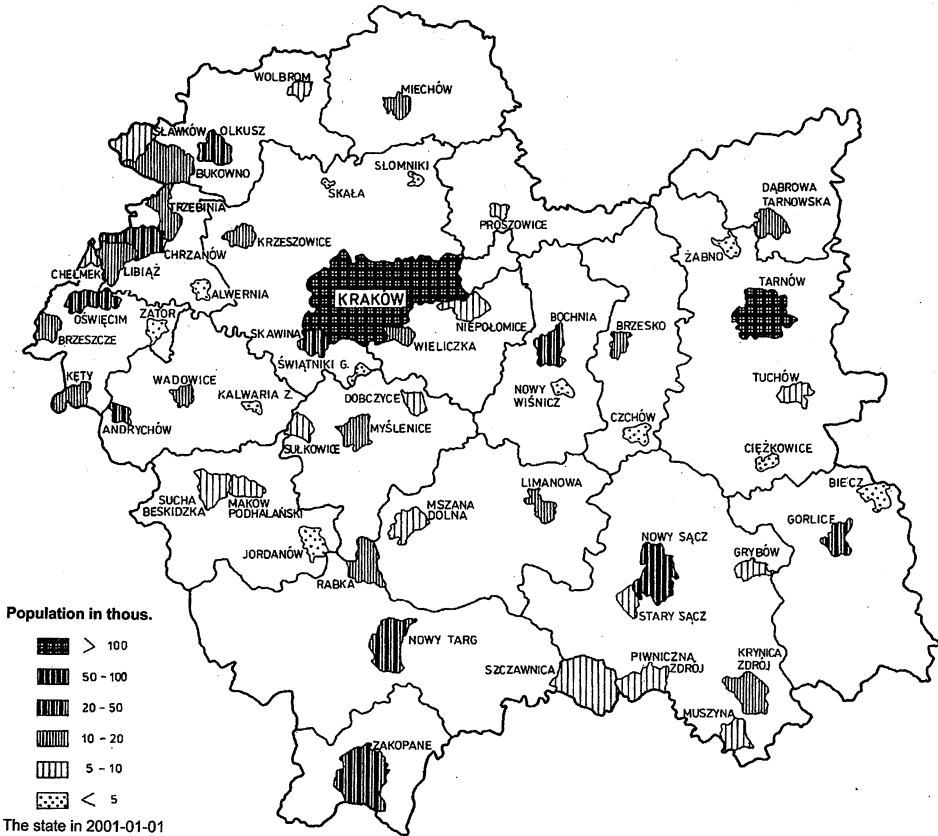 WOLBROM
MIECHÓW
SŁAWKÓW
OLKUSZ
BUKOWNO
SŁOMNIKI
SKAŁA
TRZEBINIA
PROSZOWICE
DĄBROWA
TARNOWSKA
KRZESZOWICE
ŻABNO
CHRZANÓW
CHEŁMEK
LIBIĄŻ
ALWERNIA
KRAKÓW
TARNÓW
OŚWIĘCIM
ZATOR
NIEPOŁOMICE
BOCHNIA
BRZESKO
BRZESZCZE
SKAWINA
WIELICZKA
ŚWIĄTNIKI G.
KĘTY
WADOWICE
KALWARIA Z.
DOBCZYCE
NOWY
WIŚNICZ
TUCHÓW
ANDRYCHÓW
SUŁKOWICE
MYŚLENICE
CZCHÓW
CIĘŻKOWICE
SUCHA
BESKIDZKA
MAKÓW
PODHALAŃSKI
MSZANA
DOLNA
LIMANOWA
BIECZ
GORLICE
JORDANÓW
RABKA
NOWY SĄCZ
GRYBÓW
STARY SĄCZ
NOWY TARG
SZCZAWNICA
PIWNICZNA
ZDRÓJ
KRYNICA
ZDRÓJ
MUSZYNA
ZAKOPANE
Population in thous.
> 100
50 - 100
20 - 50
10 - 20
5 - 10
< 5
The state in 2001-01-01